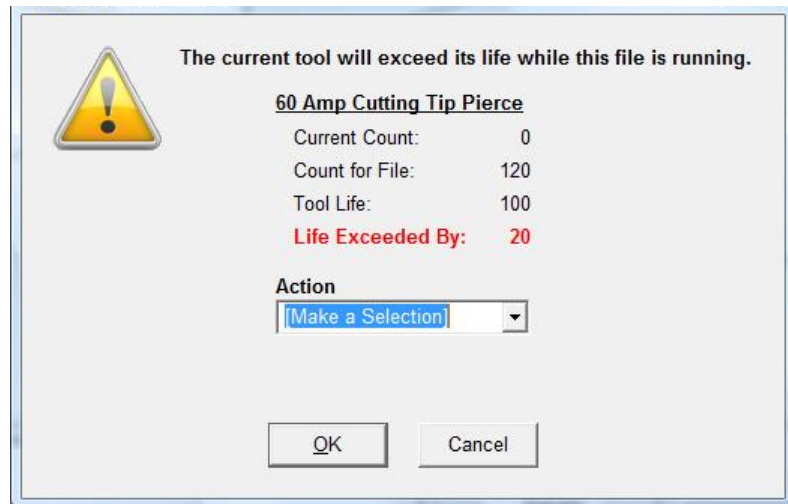 The current tool will exceed its life while this file is running.
60 Amp Cutting Tip Pierce
Current Count: 0
Count for File: 120
Tool Life: 100
Life Exceeded By: 20
Action
[Make a Selection]
OK Cancel